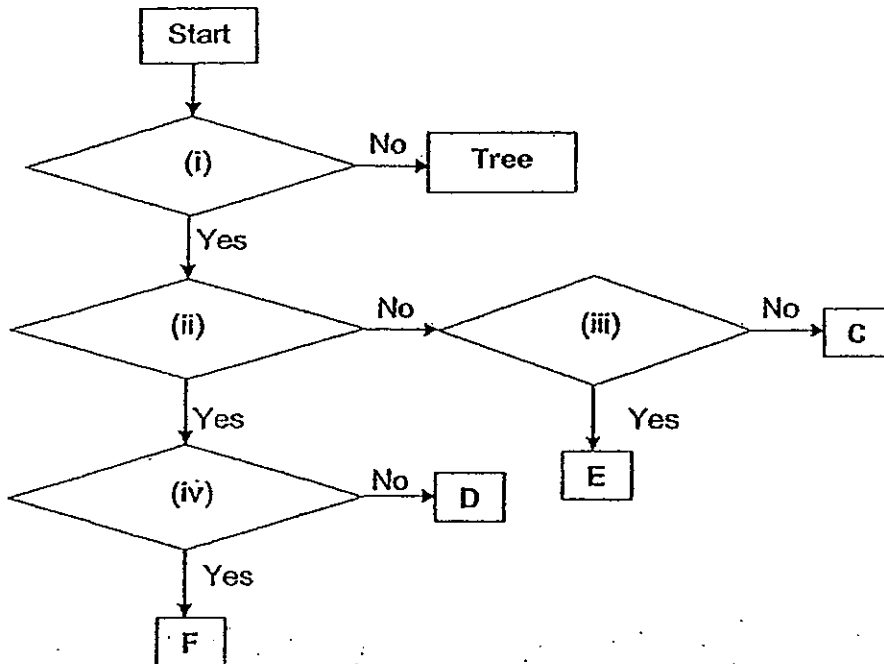 Start
(i)
No
Tree
Yes
(ii)
No
(iii)
No
C
Yes
Yes
(iv)
No
D
E
Yes
F